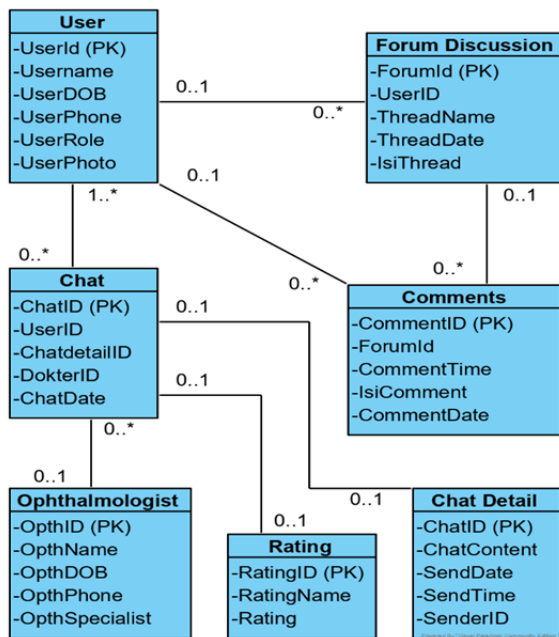 User
-UserId (PK)
-Username
-UserDOB
-UserPhone
-UserRole
-UserPhoto
Forum Discussion
-ForumId (PK)
-UserID
-ThreadName
-ThreadDate
-IsiThread
0..1
0..*
1..*
0..1
0..1
0..*
0..*
0..*
Chat
-ChatID (PK)
-UserID
-ChatdetailID
-DokterID
-ChatDate
Comments
-CommentID (PK)
-ForumId
-CommentTime
-IsiComment
-CommentDate
0..1
0..1
0..*
0..1
0..1
0..1
Ophthalmologist
-OpthID (PK)
-OpthName
-OpthDOB
-OpthPhone
-OpthSpecialist
Rating
-RatingID (PK)
-RatingName
-Rating
Chat Detail
-ChatID (PK)
-ChatContent
-SendDate
-SendTime
-SenderID